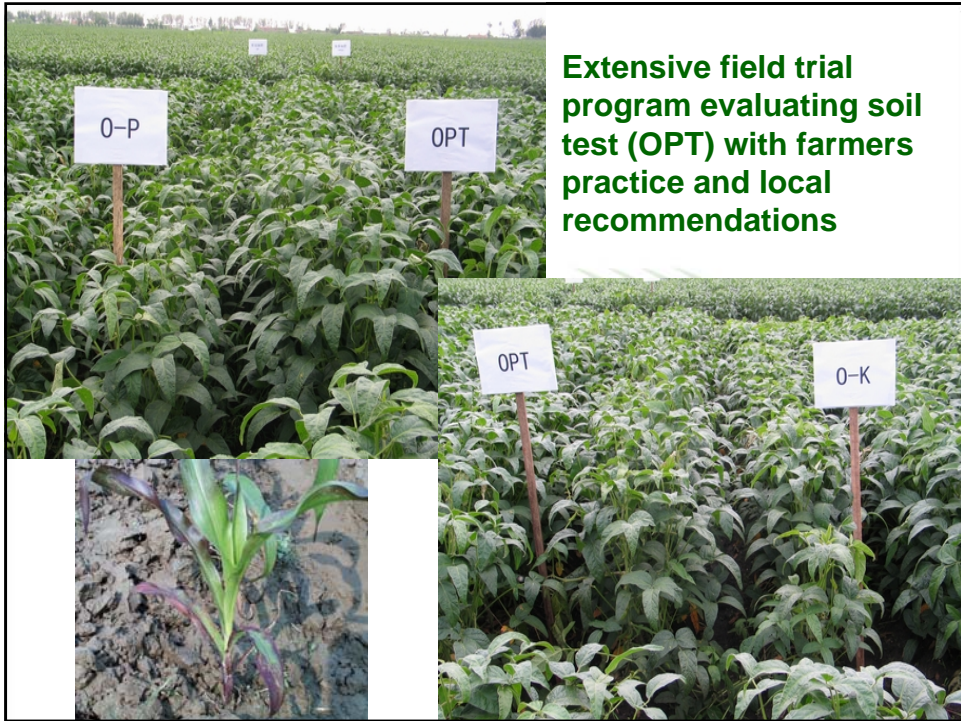 O-P
OPT
Extensive field trial
program evaluating soil
test (OPT) with farmers
practice and local
recommendations
OPT
O-K